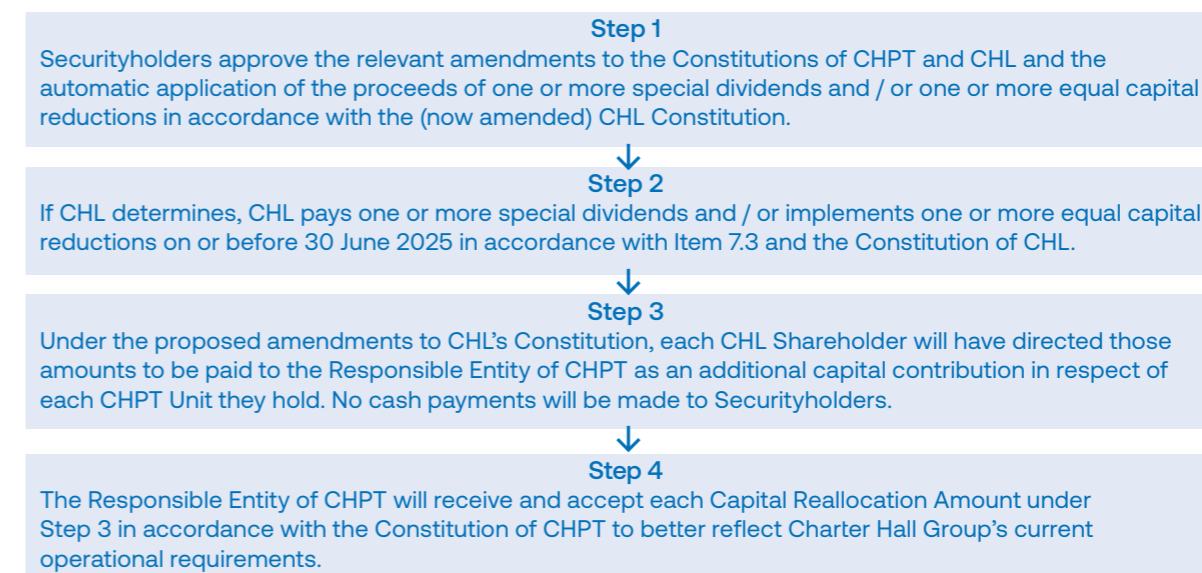 Step 1
Securityholders approve the relevant amendments to the Constitutions of CHPT and CHL and the
automatic application of the proceeds of one or more special dividends and / or one or more equal capital
reductions in accordance with the (now amended) CHL Constitution.
Step 2
If CHL determines, CHL pays one or more special dividends and / or implements one or more equal capital
reductions on or before 30 June 2025 in accordance with Item 7.3 and the Constitution of CHL.
Step 3
Under the proposed amendments to CHL’s Constitution, each CHL Shareholder will have directed those
amounts to be paid to the Responsible Entity of CHPT as an additional capital contribution in respect of
each CHPT Unit they hold. No cash payments will be made to Securityholders.
Step 4
The Responsible Entity of CHPT will receive and accept each Capital Reallocation Amount under
Step 3 in accordance with the Constitution of CHPT to better reflect Charter Hall Group’s current
operational requirements.